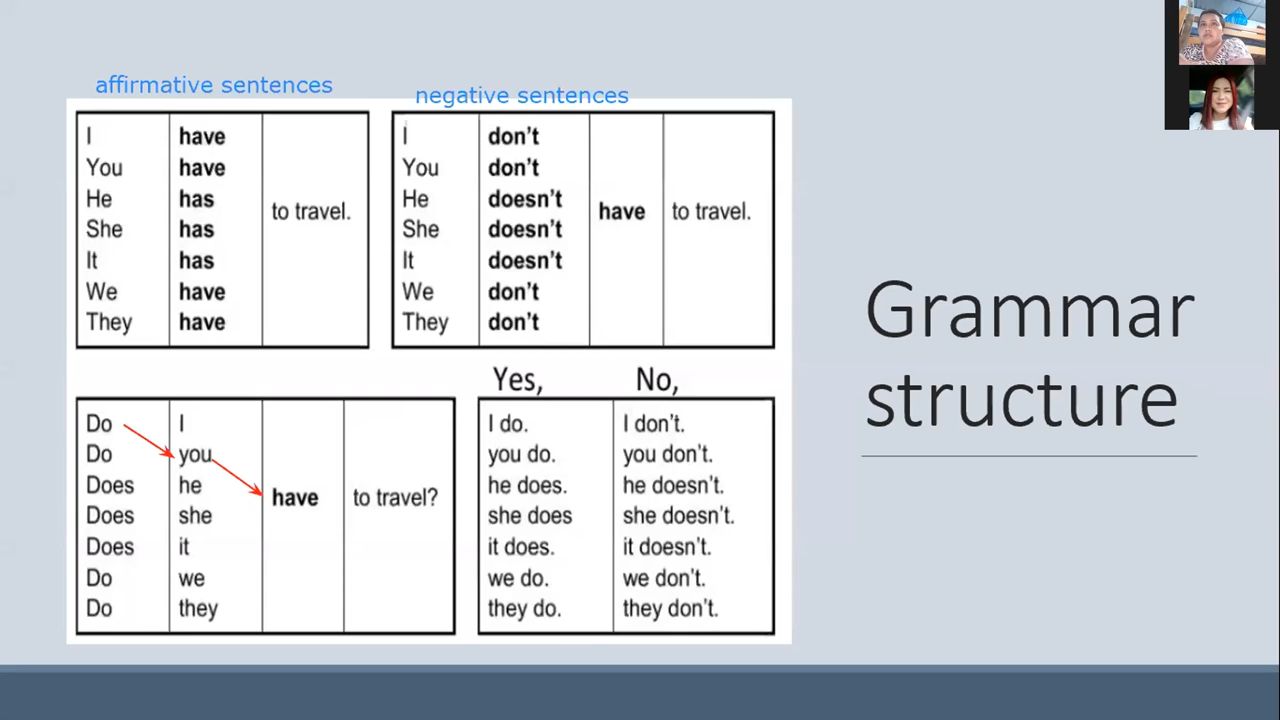 affirmative sentences
I have
You have
He has
She has
It has
We have
They have
to travel.
negative sentences
I don't
You don't
He doesn't
She doesn't
It doesn't
We don't
They don't
have
to travel.
Do I
Do you
Does he
Does she
Does it
Do we
Do they
have
to travel?
Yes, No,
I do. I don't.
you do. you don't.
he does. he doesn't.
she does she doesn't.
it does. it doesn't.
we do. we don't.
they do. they don't.
Grammar
structure